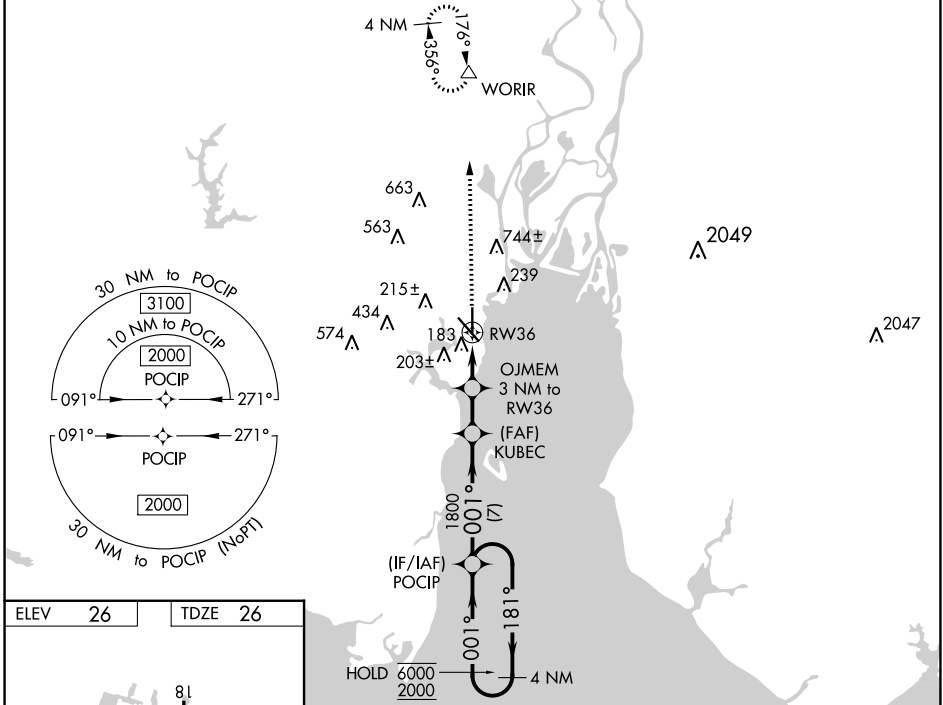 4 NM
176°
356°
WORIR
663
563
744±
2049
239
215±
434
574
183
203±
RW36
2047
OJMEM
3 NM to
RW36
(FAF)
KUBEC
1800
001°
(7)
(IF/IAF)
POCIP
001°
181°
HOLD 6000
2000
4 NM
30 NM to POCIP
3100
10 NM to POCIP
2000
POCIP
091° 271°
091° 271°
POCIP
2000
30 NM to POCIP (NoPT)
ELEV 26 TDZE 26
18